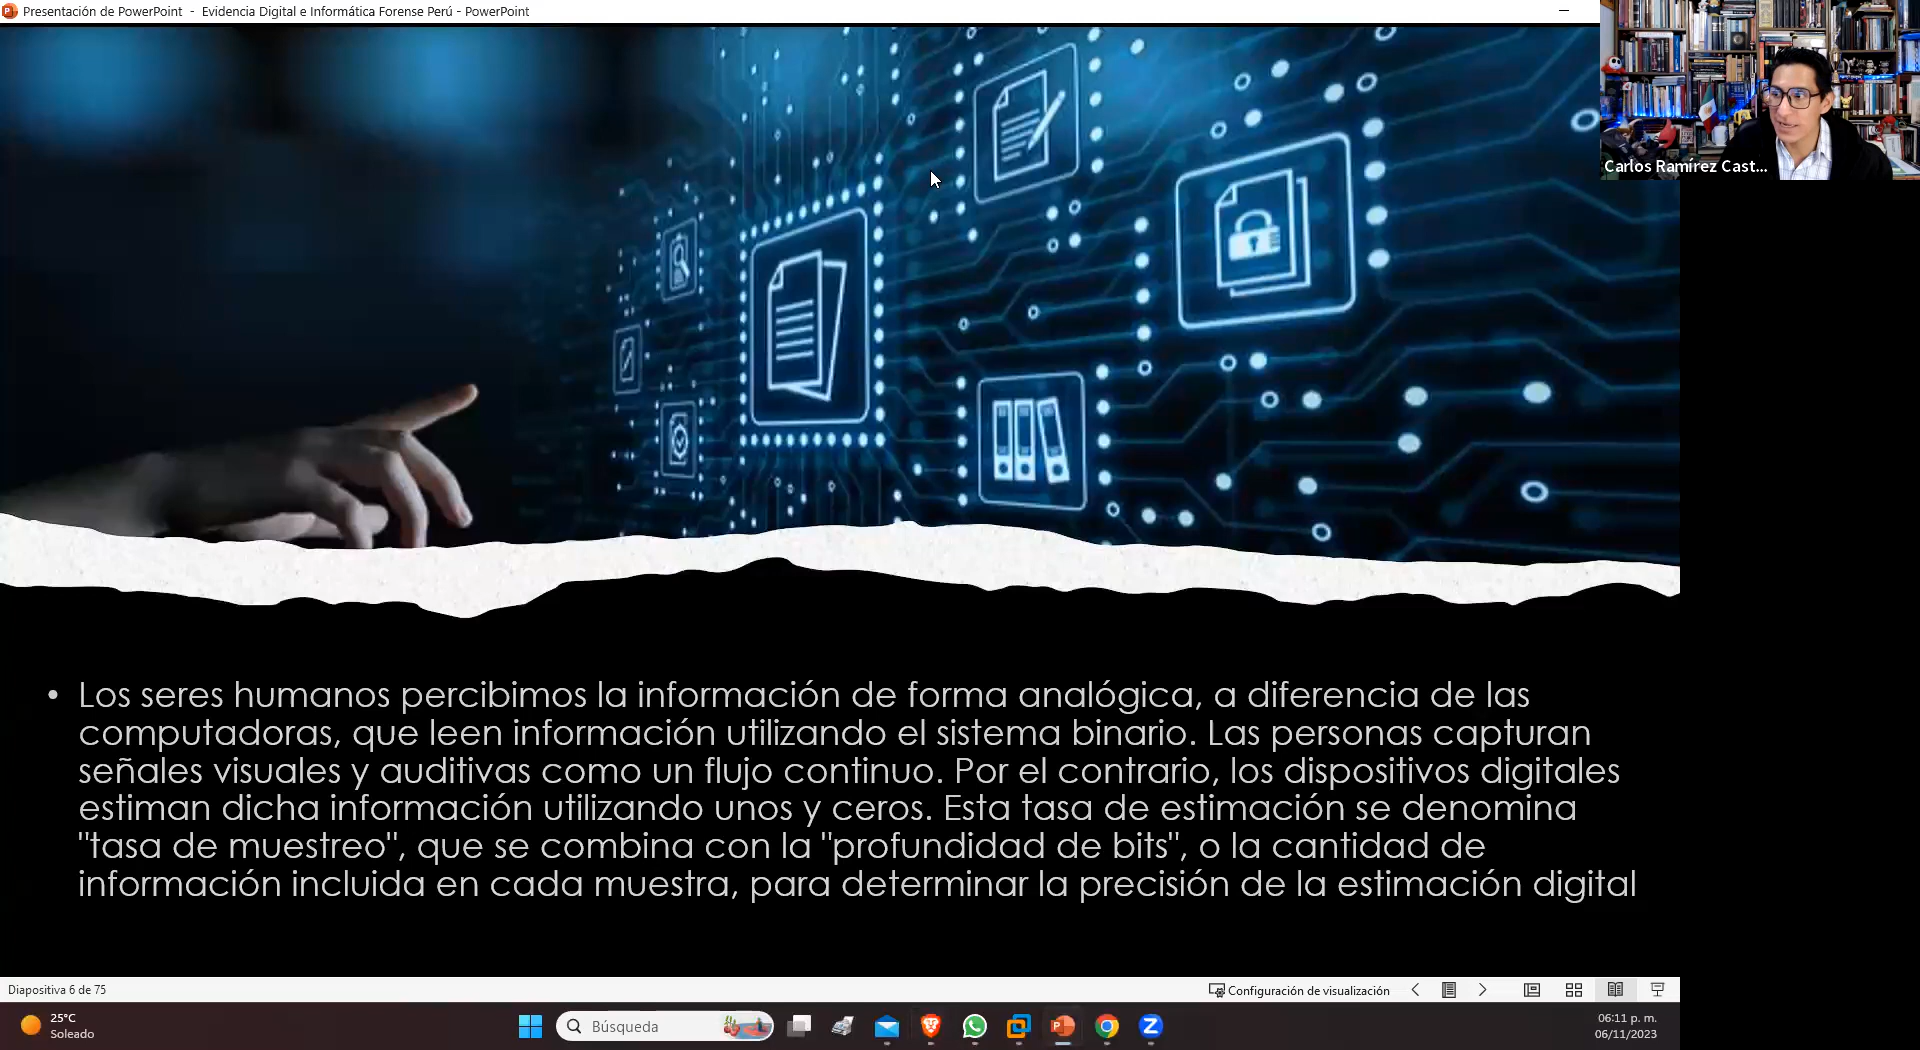 Presentación de PowerPoint - Evidencia Digital e Informática Forense Perú - PowerPoint
Carlos Ramírez Cast...
• Los seres humanos percibimos la información de forma analógica, a diferencia de las
computadoras, que leen información utilizando el sistema binario. Las personas capturan
señales visuales y auditivas como un flujo continuo. Por el contrario, los dispositivos digitales
estiman dicha información utilizando unos y ceros. Esta tasa de estimación se denomina
"tasa de muestreo", que se combina con la "profundidad de bits", o la cantidad de
información incluida en cada muestra, para determinar la precisión de la estimación digital
Diapositiva 6 de 75
Configuración de visualización
25°C
Soleado
Búsqueda
06:11 p. m.
06/11/2023